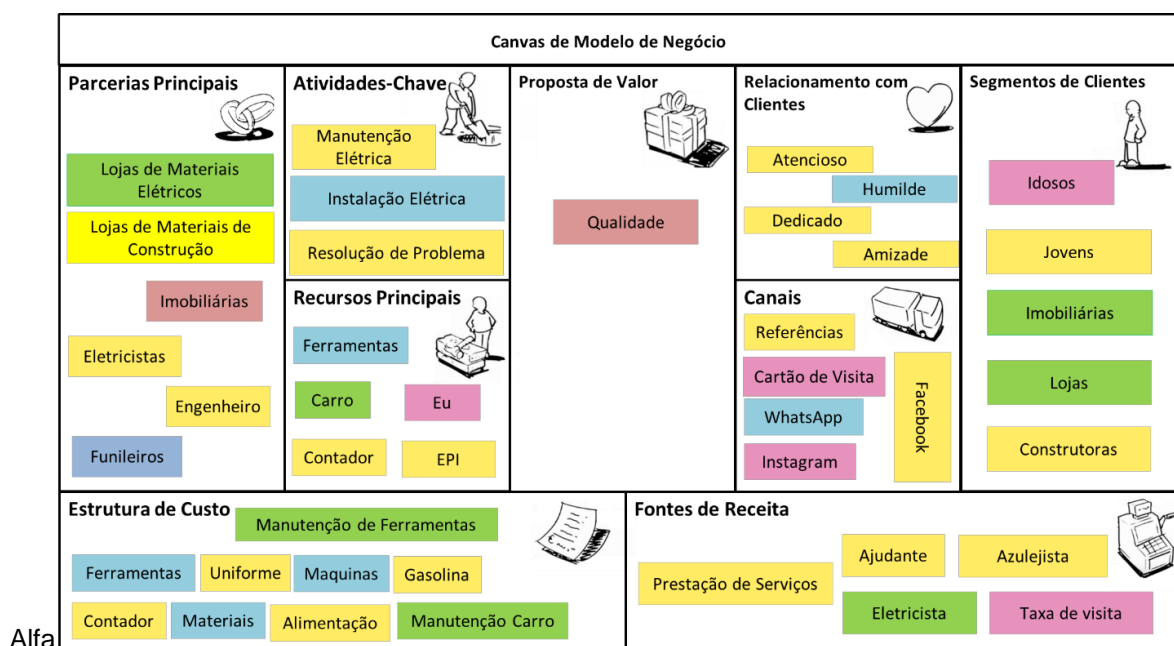 Canvas de Modelo de Negócio
Parcerias Principais
Lojas de Materiais
Elétricos
Lojas de Materiais de
Construção
Imobiliárias
Eletricistas
Engenheiro
Funileiros
Atividades-Chave
Manutenção
Elétrica
Instalação Elétrica
Resolução de Problema
Recursos Principais
Ferramentas
Carro
Eu
Contador
EPI
Proposta de Valor
Qualidade
Relacionamento com
Clientes
Atencioso
Humilde
Dedicado
Amizade
Canais
Referências
Cartão de Visita
WhatsApp
Instagram
Facebook
Segmentos de Clientes
Idosos
Jovens
Imobiliárias
Lojas
Construtoras
Estrutura de Custo
Manutenção de Ferramentas
Ferramentas
Uniforme
Maquinas
Gasolina
Contador
Materiais
Alimentação
Manutenção Carro
Fontes de Receita
Prestação de Serviços
Ajudante
Azulejista
Eletricista
Taxa de visita
Alfa